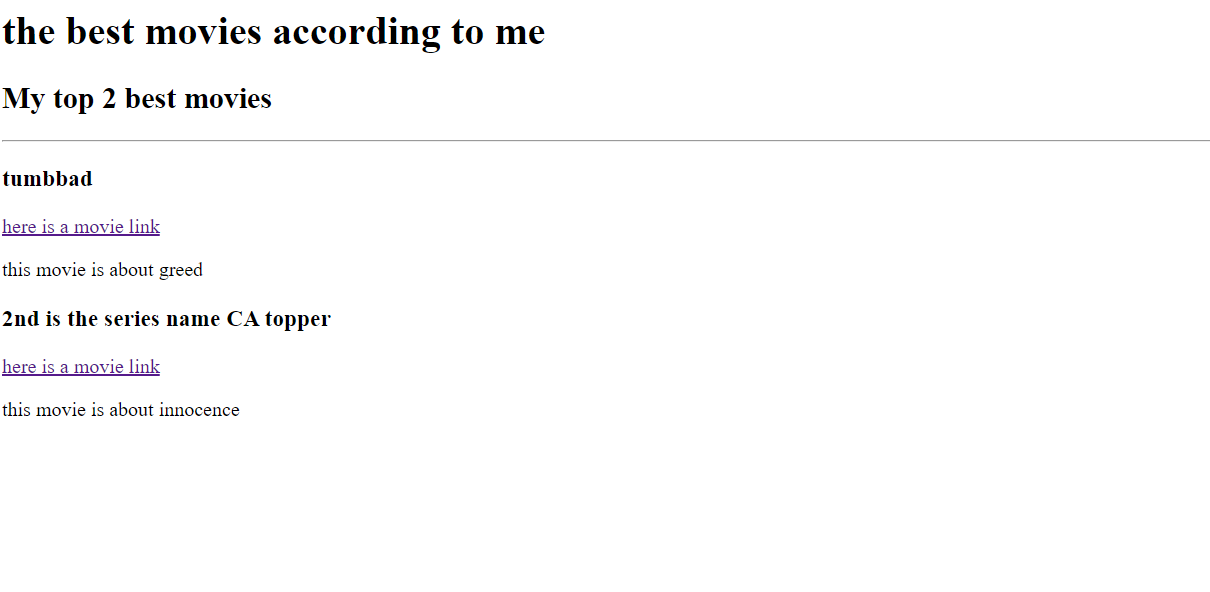 the best movies according to me
My top 2 best movies
tumbbad
here is a movie link
this movie is about greed
2nd is the series name CA topper
here is a movie link
this movie is about innocence